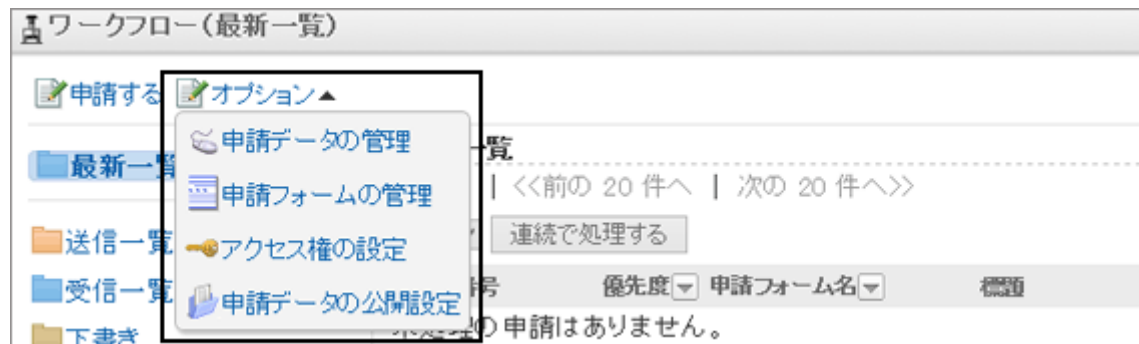 ワークフロー(最新一覧)
申請する オプション▲
申請データの管理
申請フォームの管理
アクセス権の設定
申請データの公開設定
最新一覧
送信一覧
受信一覧
下書き
一覧
| <<前の 20 件へ | 次の 20 件へ>>
連続で処理する
号 優先度 申請フォーム名 標題
未処理の申請はありません。